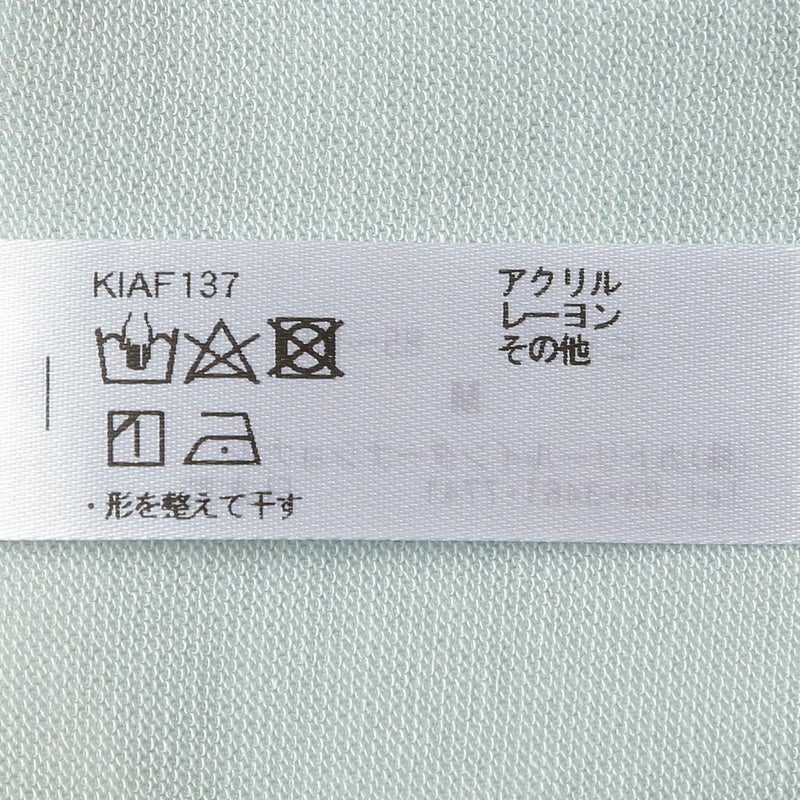 KIAF137
アクリル
レーヨン
その他
・形を整えて干す
M